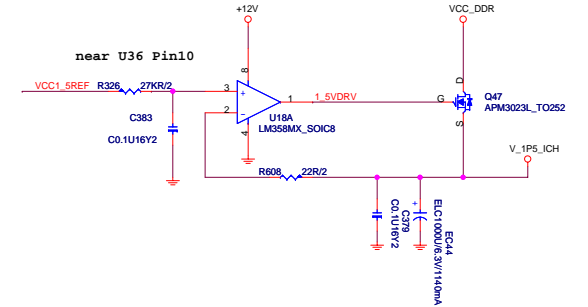 +12V
VCC_DDR
near U36 Pin10
VCC1_5REF
R326
27KR/2
8
3
+
1
1_5VDRV
G
D
Q47
APM3023L_TO252
2
-
U18A
LM358MX_SOIC8
4
S
C383
C0.1U16Y2
V_1P5_ICH
R608
22R/2
C379
C0.1U16Y2
+
EC44
ELC1000U/6.3V/1140mA